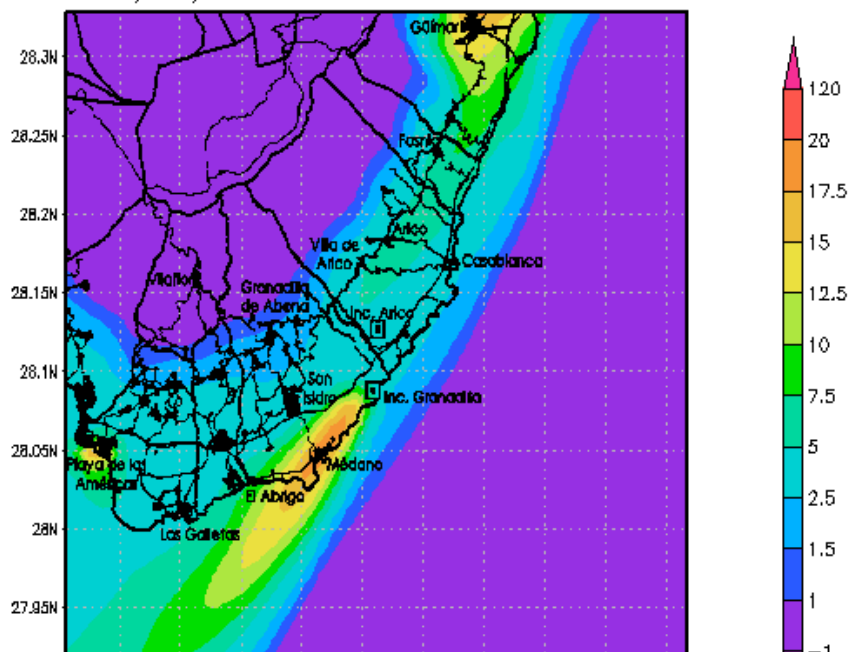 Güímar
28.3N
120
20
28.25N
Fasnia
17.5
28.2N
Arico
15
Villa de
Arico
Casablanca
Vilaflor
12.5
28.15N
Granadilla
de Abona
Inc. Arico
10
28.1N
San
Isidro
Inc. Granadilla
7.5
28.05N
5
Playa de las
Américas
Médano
El Abrigo
2.5
28N
Las Galletas
1.5
27.95N
1
−1